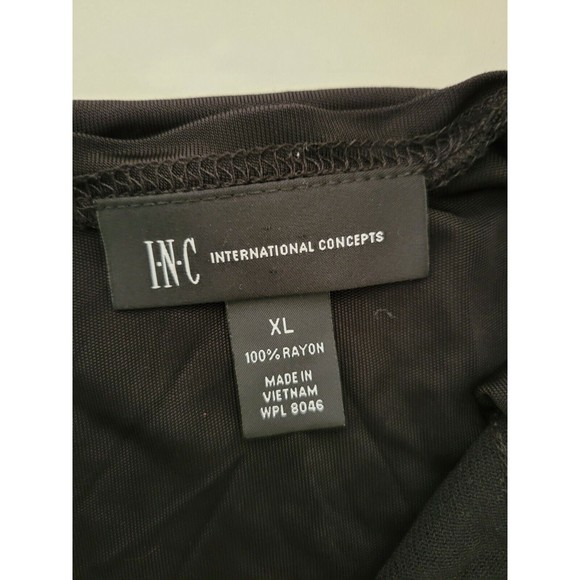 I·N·C INTERNATIONAL CONCEPTS
XL
100% RAYON
MADE IN
VIETNAM
WPL 8046